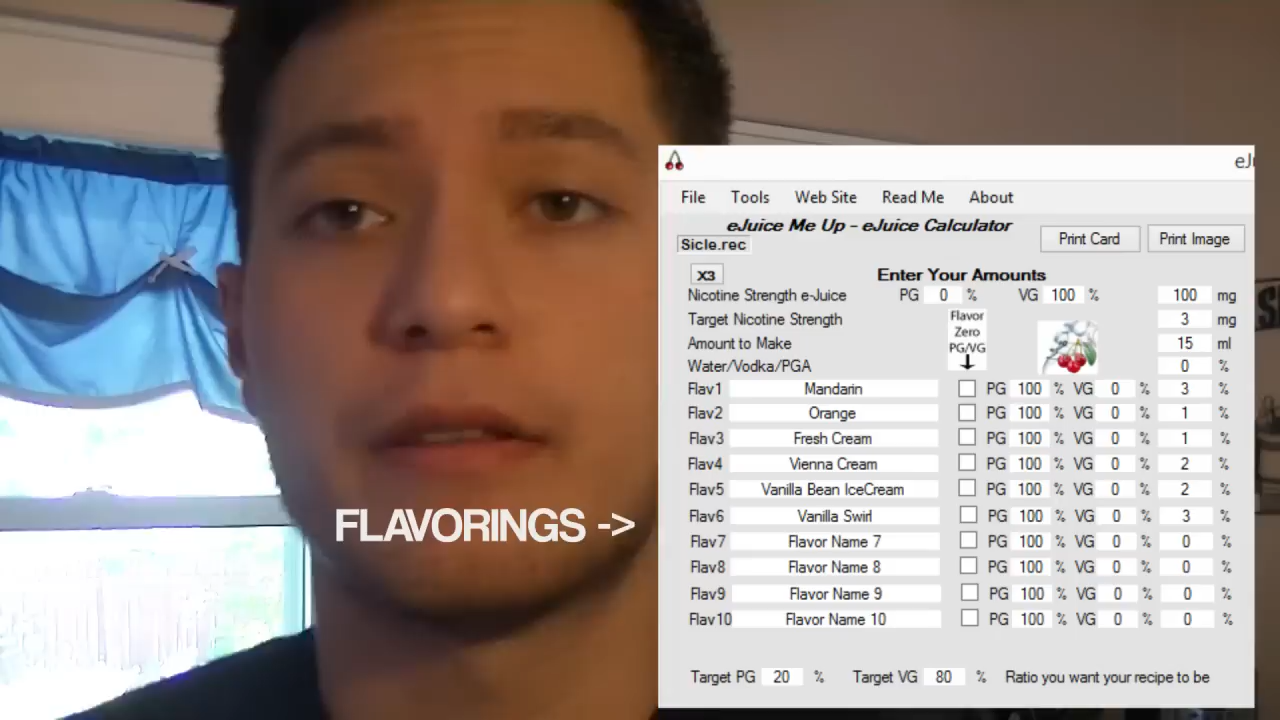 eJu
File Tools Web Site Read Me About
eJuice Me Up - eJuice Calculator
Sicle.rec
Print Card Print Image
X3
Enter Your Amounts
Nicotine Strength e-Juice PG 0 % VG 100 % 100 mg
Target Nicotine Strength 3 mg
Flavor
Zero
PG/VG
Amount to Make 15 ml
Water/Vodka/PGA 0 %
Flav1 Mandarin PG 100 % VG 0 % 3 %
Flav2 Orange PG 100 % VG 0 % 1 %
Flav3 Fresh Cream PG 100 % VG 0 % 1 %
Flav4 Vienna Cream PG 100 % VG 0 % 2 %
Flav5 Vanilla Bean IceCream PG 100 % VG 0 % 2 %
Flav6 Vanilla Swirl PG 100 % VG 0 % 3 %
FLAVORINGS ->
Flav7 Flavor Name 7 PG 100 % VG 0 % 0 %
Flav8 Flavor Name 8 PG 100 % VG 0 % 0 %
Flav9 Flavor Name 9 PG 100 % VG 0 % 0 %
Flav10 Flavor Name 10 PG 100 % VG 0 % 0 %
Target PG 20 % Target VG 80 % Ratio you want your recipe to be